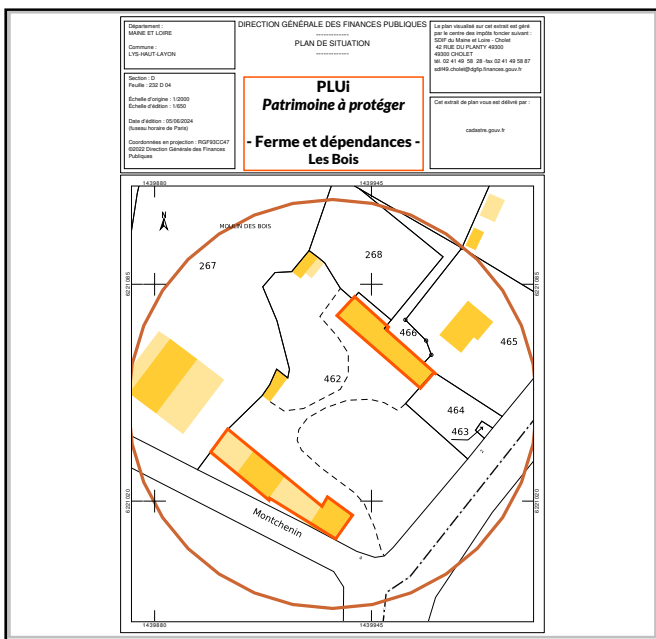 Département :
MAINE ET LOIRE
Commune :
LYS-HAUT-LAYON
Section : D
Feuille : 232 D 04
Échelle d'origine : 1/2000
Échelle d'édition : 1/650
Date d'édition : 05/06/2024
(fuseau horaire de Paris)
Coordonnées en projection : RGF93CC47
©2022 Direction Générale des Finances
Publiques
DIRECTION GÉNÉRALE DES FINANCES PUBLIQUES
-------------
PLAN DE SITUATION
-------------
PLUi
Patrimoine à protéger
- Ferme et dépendances -
Les Bois
Le plan visualisé sur cet extrait est géré
par le centre des impôts foncier suivant :
SDIF du Maine et Loire - Cholet
42 RUE DU PLANTY 49300
49300 CHOLET
tél. 02 41 49 58 28 -fax 02 41 49 58 87
sdif49.cholet@dgfip.finances.gouv.fr
Cet extrait de plan vous est délivré par :
cadastre.gouv.fr
1439880
1439945
N
MOULIN DES BOIS
267
268
6221085
6221085
466
465
462
464
463
6221020
6221020
Montchenin
1439880
1439945